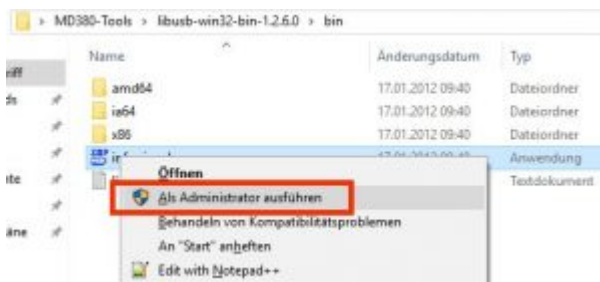 MD380-Tools › libusb-win32-bin-1.2.6.0 › bin
Name Änderungsdatum Typ
amd64 17.01.2012 09:40 Dateiordner
ia64 17.01.2012 09:40 Dateiordner
x86 17.01.2012 09:40 Dateiordner
Anwendung
Öffnen
Textdokument
Als Administrator ausführen
Behandeln von Kompatibilitätsproblemen
An "Start" anheften
Edit with Notepad++